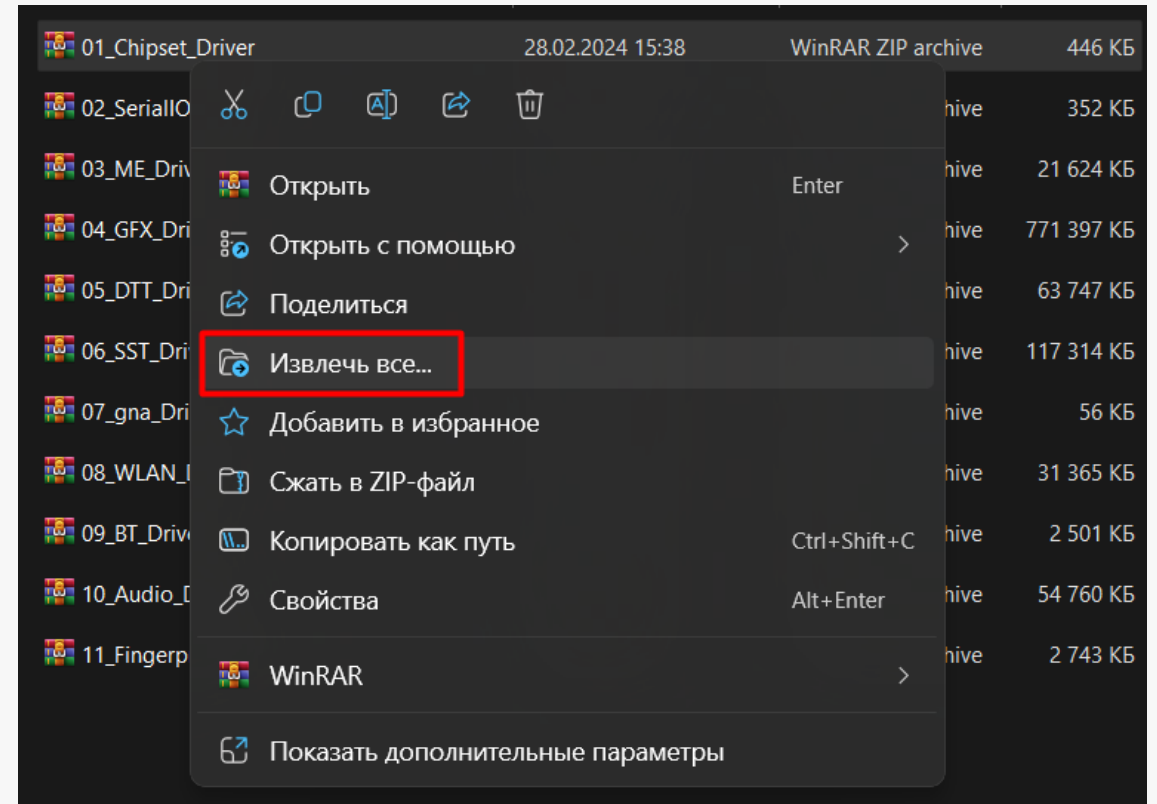 01_Chipset_Driver 28.02.2024 15:38 WinRAR ZIP archive 446 КБ
02_SerialIO hive 352 КБ
03_ME_Driv hive 21 624 КБ
Открыть Enter
04_GFX_Dri hive 771 397 КБ
Открыть с помощью
05_DTT_Dri hive 63 747 КБ
Поделиться
06_SST_Dri hive 117 314 КБ
Извлечь все...
07_gna_Dri hive 56 КБ
Добавить в избранное
08_WLAN_D hive 31 365 КБ
Сжать в ZIP-файл
09_BT_Drive hive 2 501 КБ
Копировать как путь Ctrl+Shift+C
10_Audio_D hive 54 760 КБ
Свойства Alt+Enter
11_Fingerp hive 2 743 КБ
WinRAR
Показать дополнительные параметры